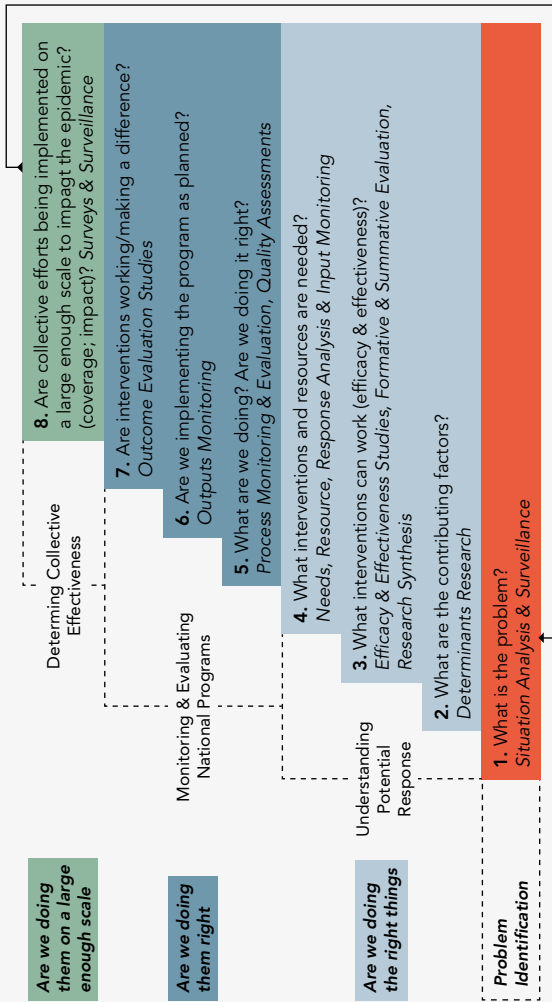 Are we doing
them on a large
enough scale
Determing Collective
Effectiveness
8. Are collective efforts being implemented on
a large enough scale to impagt the epidemic?
(coverage; impact)? Surveys & Surveillance
Are we doing
them right
Monitoring & Evaluating
National Programs
7. Are interventions working/making a difference?
Outcome Evaluation Studies
6. Are we implementing the program as planned?
Outputs Monitoring
5. What are we doing? Are we doing it right?
Process Monitoring & Evaluation, Quality Assessments
Are we doing
the right things
Understanding
Potential
Response
4. What interventions and resources are needed?
Needs, Resource, Response Analysis & Input Monitoring
3. What interventions can work (efficacy & effectiveness)?
Efficacy & Effectiveness Studies, Formative & Summative Evaluation,
Research Synthesis
2. What are the contributing factors?
Determinants Research
Problem
Identification
1. What is the problem?
Situation Analysis & Surveillance